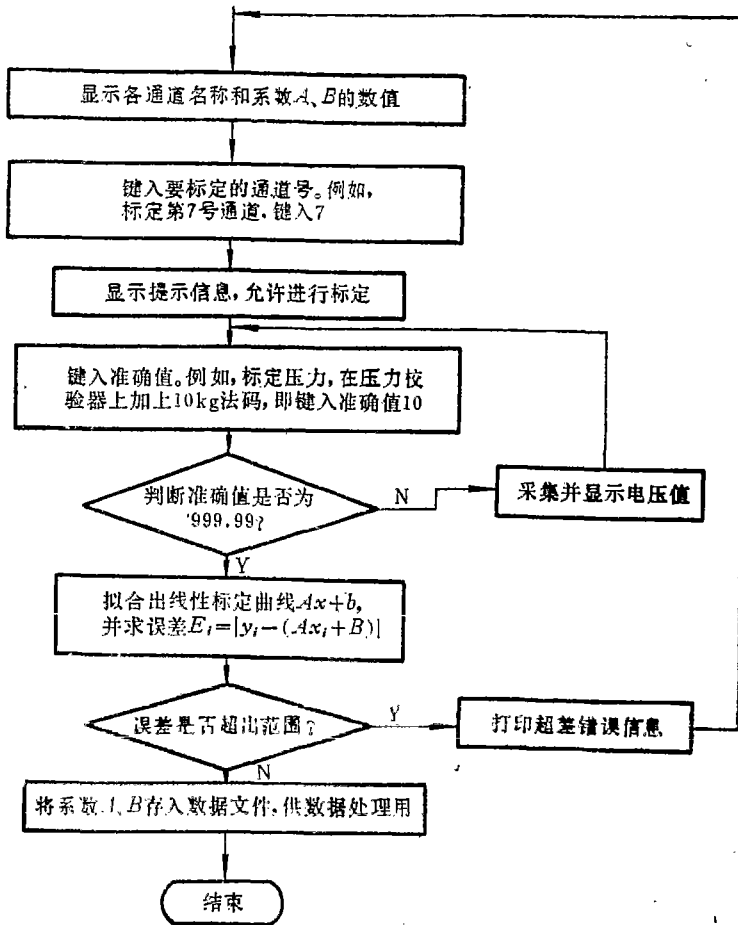 显示各通道名称和系数A、B的数值
键入要标定的通道号。例如,
标定第7号通道,键入7
显示提示信息,允许进行标定
键入准确值。例如,标定压力,在压力校
验器上加上10kg法码,即键入准确值10
判断准确值是否为
'999.99?
N
采集并显示电压值
Y
拟合出线性标定曲线Ax+b,
并求误差Ei=|yi-(Axi+B)|
误差是否超出范围?
Y
打印超差错误信息
N
将系数A、B存入数据文件,供数据处理用
结束